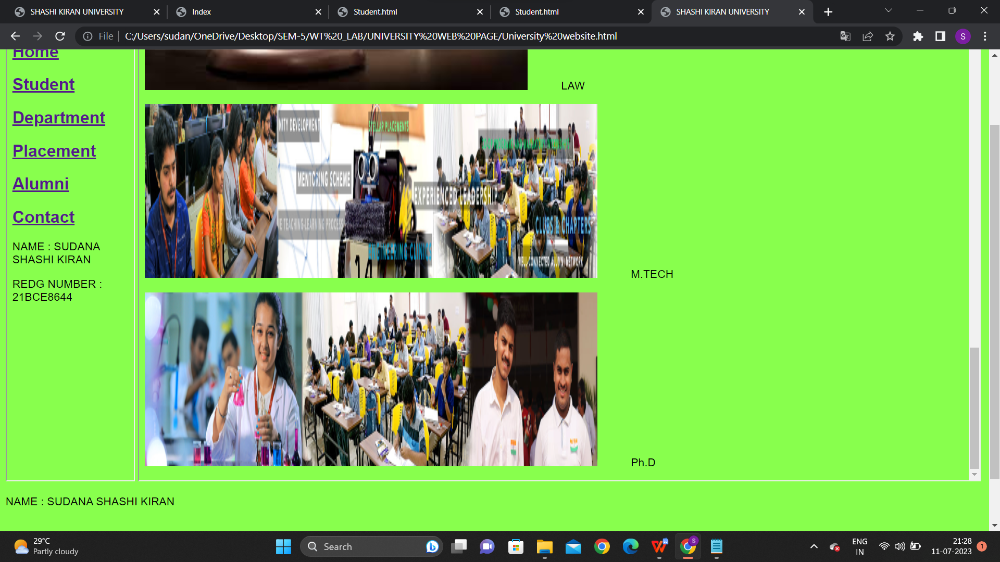 SHASHI KIRAN UNIVERSITY
Index
Student.html
Student.html
SHASHI KIRAN UNIVERSITY
File
C:/Users/sudan/OneDrive/Desktop/SEM-5/WT%20_LAB/UNIVERSITY%20WEB%20PAGE/University%20website.html
S
Home
Student
Department
Placement
Alumni
Contact
NAME : SUDANA
SHASHI KIRAN
REDG NUMBER :
21BCE8644
LAW
NITY DEVELOPMENT
STELLAR PLACEMENTS
MENTORING SCHEME
EXPERIENCED LEADERSHIP
E TEACHING-LEARNING PROCESS
CLUBS & CHAPTERS
ENGINEERING CLINICS
WELL-CONNECTED ALUMNI NETWORK
14
M.TECH
Ph.D
NAME : SUDANA SHASHI KIRAN
29°C
Partly cloudy
Search
S
ENG
IN
21:28
11-07-2023
1